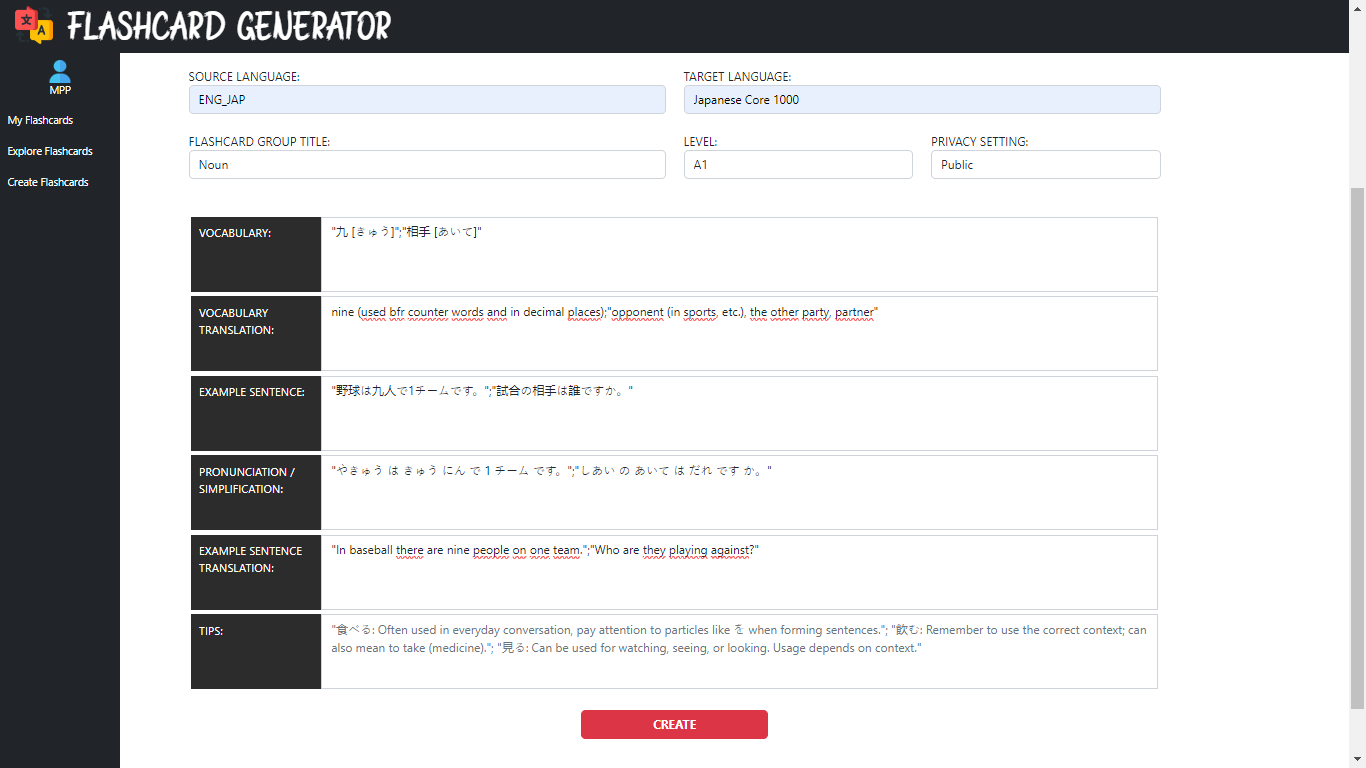 FLASHCARD GENERATOR
MPP
My Flashcards
Explore Flashcards
Create Flashcards
SOURCE LANGUAGE:
TARGET LANGUAGE:
ENG_JAP
Japanese Core 1000
FLASHCARD GROUP TITLE:
LEVEL:
PRIVACY SETTING:
Noun
A1
Public
VOCABULARY:
"九 [きゅう]";"相手 [あいて]"
VOCABULARY
TRANSLATION:
nine (used bfr counter words and in decimal places);"opponent (in sports, etc.), the other party, partner"
EXAMPLE SENTENCE:
"野球は九人で1チームです。";"試合の相手は誰ですか。"
PRONUNCIATION /
SIMPLIFICATION:
"やきゅう は きゅう にん で 1 チーム です。";"しあい の あいて は だれ です か。"
EXAMPLE SENTENCE
TRANSLATION:
"In baseball there are nine people on one team.";"Who are they playing against?"
TIPS:
"食べる: Often used in everyday conversation, pay attention to particles like を when forming sentences."; "飲む: Remember to use the correct context; can
also mean to take (medicine)."; "見る: Can be used for watching, seeing, or looking. Usage depends on context."
CREATE
文
A